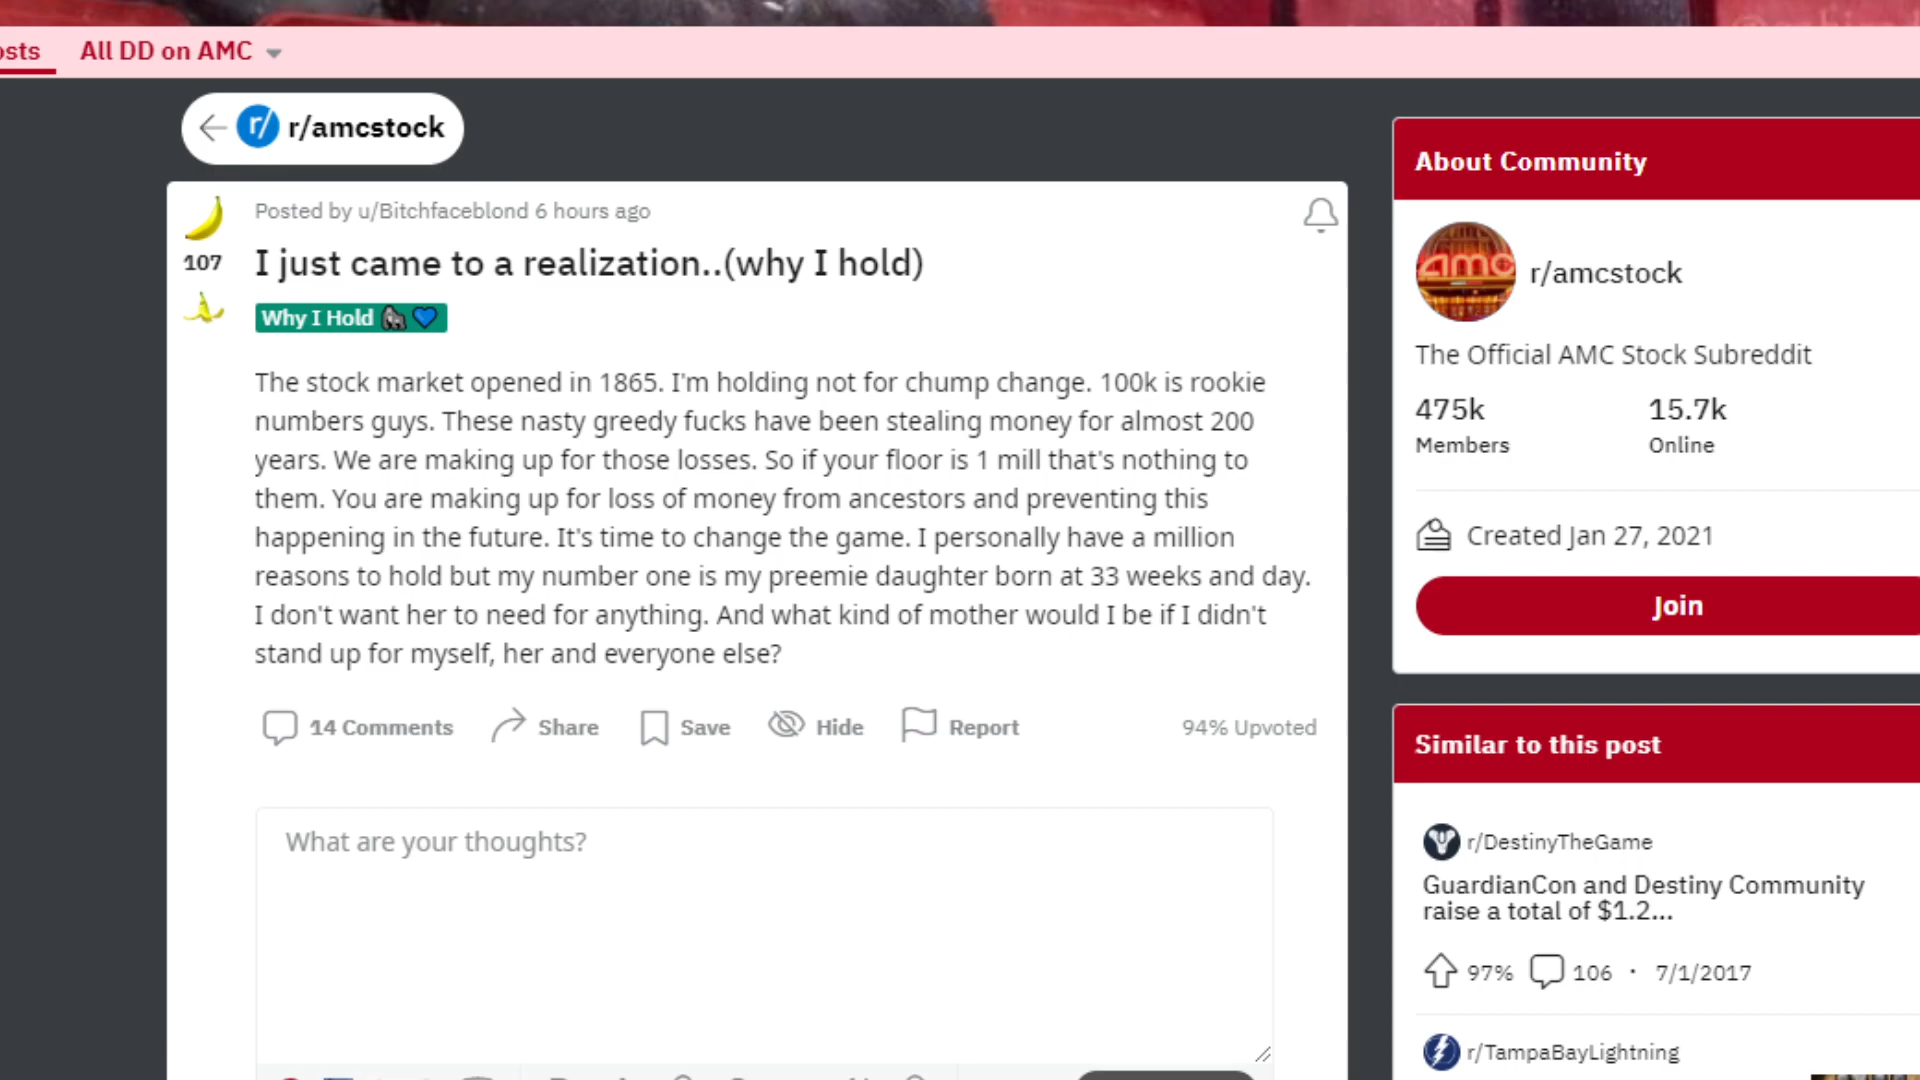 osts All DD on AMC
r/ r/amcstock
Posted by u/Bitchfaceblond 6 hours ago
107
I just came to a realization..(why I hold)
Why I Hold 🦍💙
The stock market opened in 1865. I'm holding not for chump change. 100k is rookie
numbers guys. These nasty greedy fucks have been stealing money for almost 200
years. We are making up for those losses. So if your floor is 1 mill that's nothing to
them. You are making up for loss of money from ancestors and preventing this
happening in the future. It's time to change the game. I personally have a million
reasons to hold but my number one is my preemie daughter born at 33 weeks and day.
I don't want her to need for anything. And what kind of mother would I be if I didn't
stand up for myself, her and everyone else?
14 Comments Share Save Hide Report 94% Upvoted
What are your thoughts?
About Community
amc r/amcstock
The Official AMC Stock Subreddit
475k 15.7k
Members Online
Created Jan 27, 2021
Join
Similar to this post
r/DestinyTheGame
GuardianCon and Destiny Community
raise a total of $1.2...
97% 106 · 7/1/2017
r/TampaBayLightning